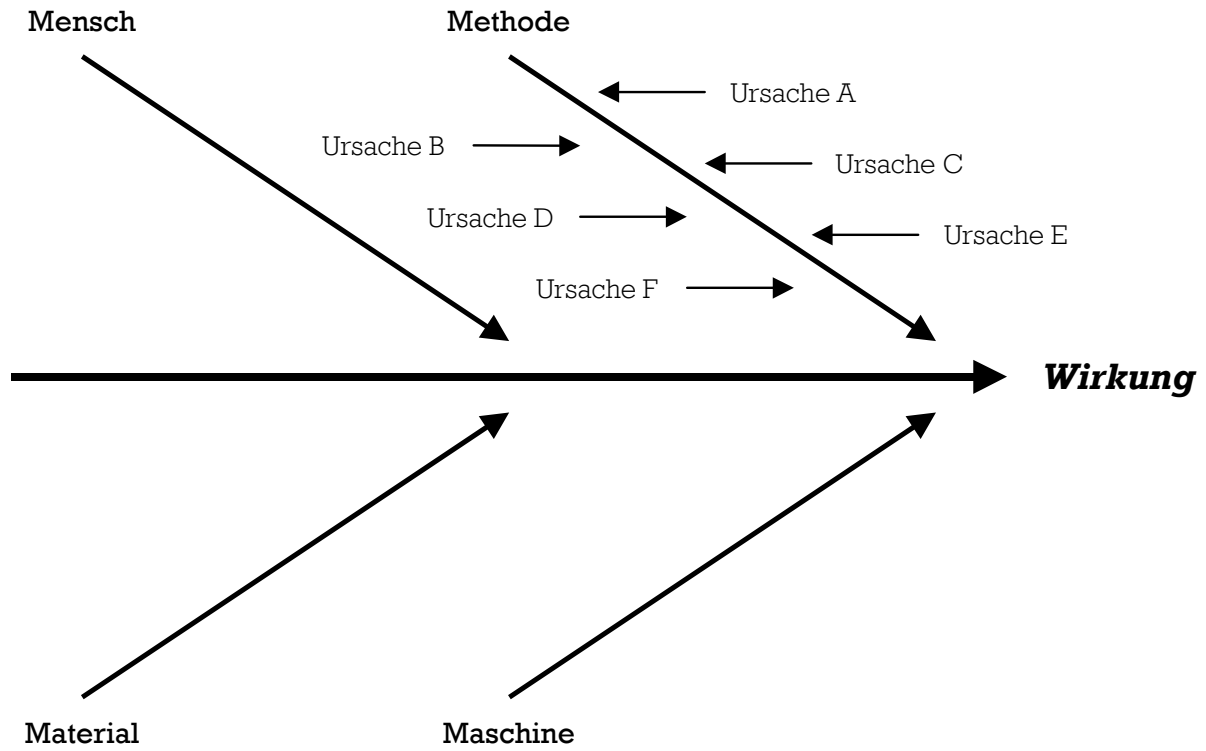 Mensch
Methode
Ursache A
Ursache B
Ursache C
Ursache D
Ursache E
Ursache F
Wirkung
Material
Maschine